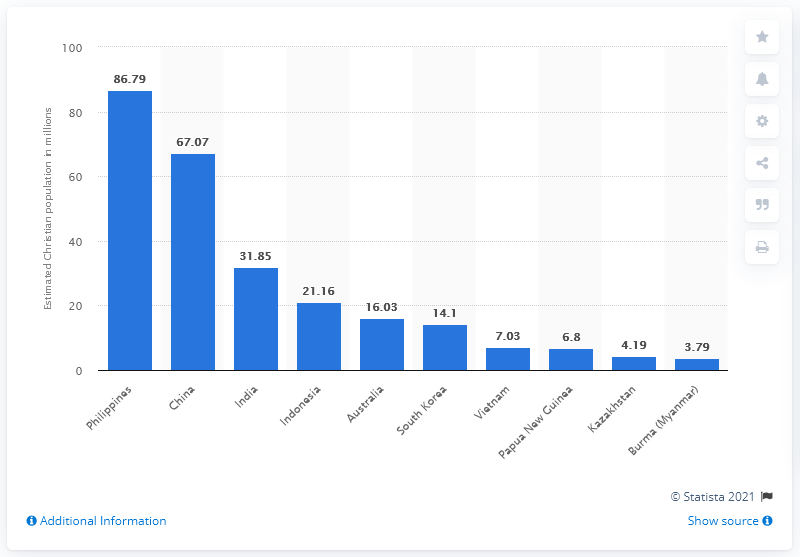 Estimated Christian population in millions
100
80
60
40
20
0
86.79
67.07
31.85
21.16
16.03
14.1
7.03
6.8
4.19
3.79
Philippines
China
India
Indonesia
Australia
South Korea
Vietnam
Papua New Guinea
Kazakhstan
Burma (Myanmar)
© Statista 2021
Additional Information
Show source